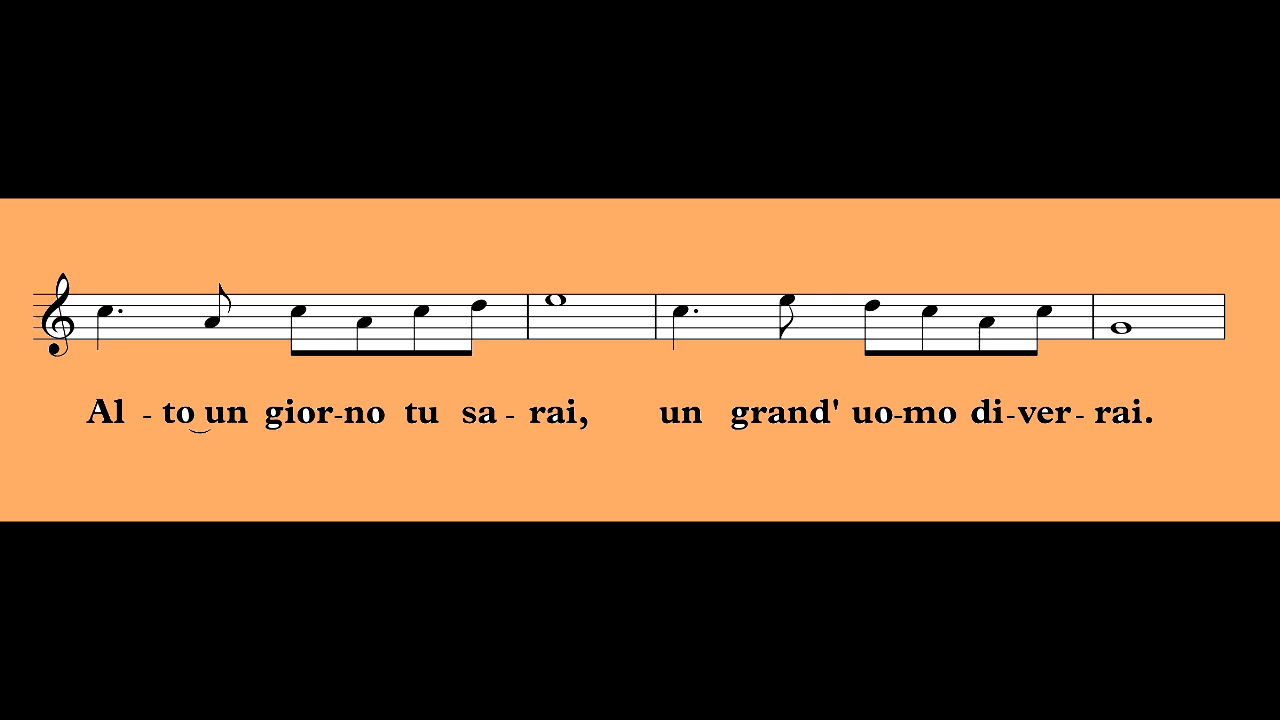 Al - to‿un gior-no tu sa - rai, un grand' uo-mo di-ver- rai.